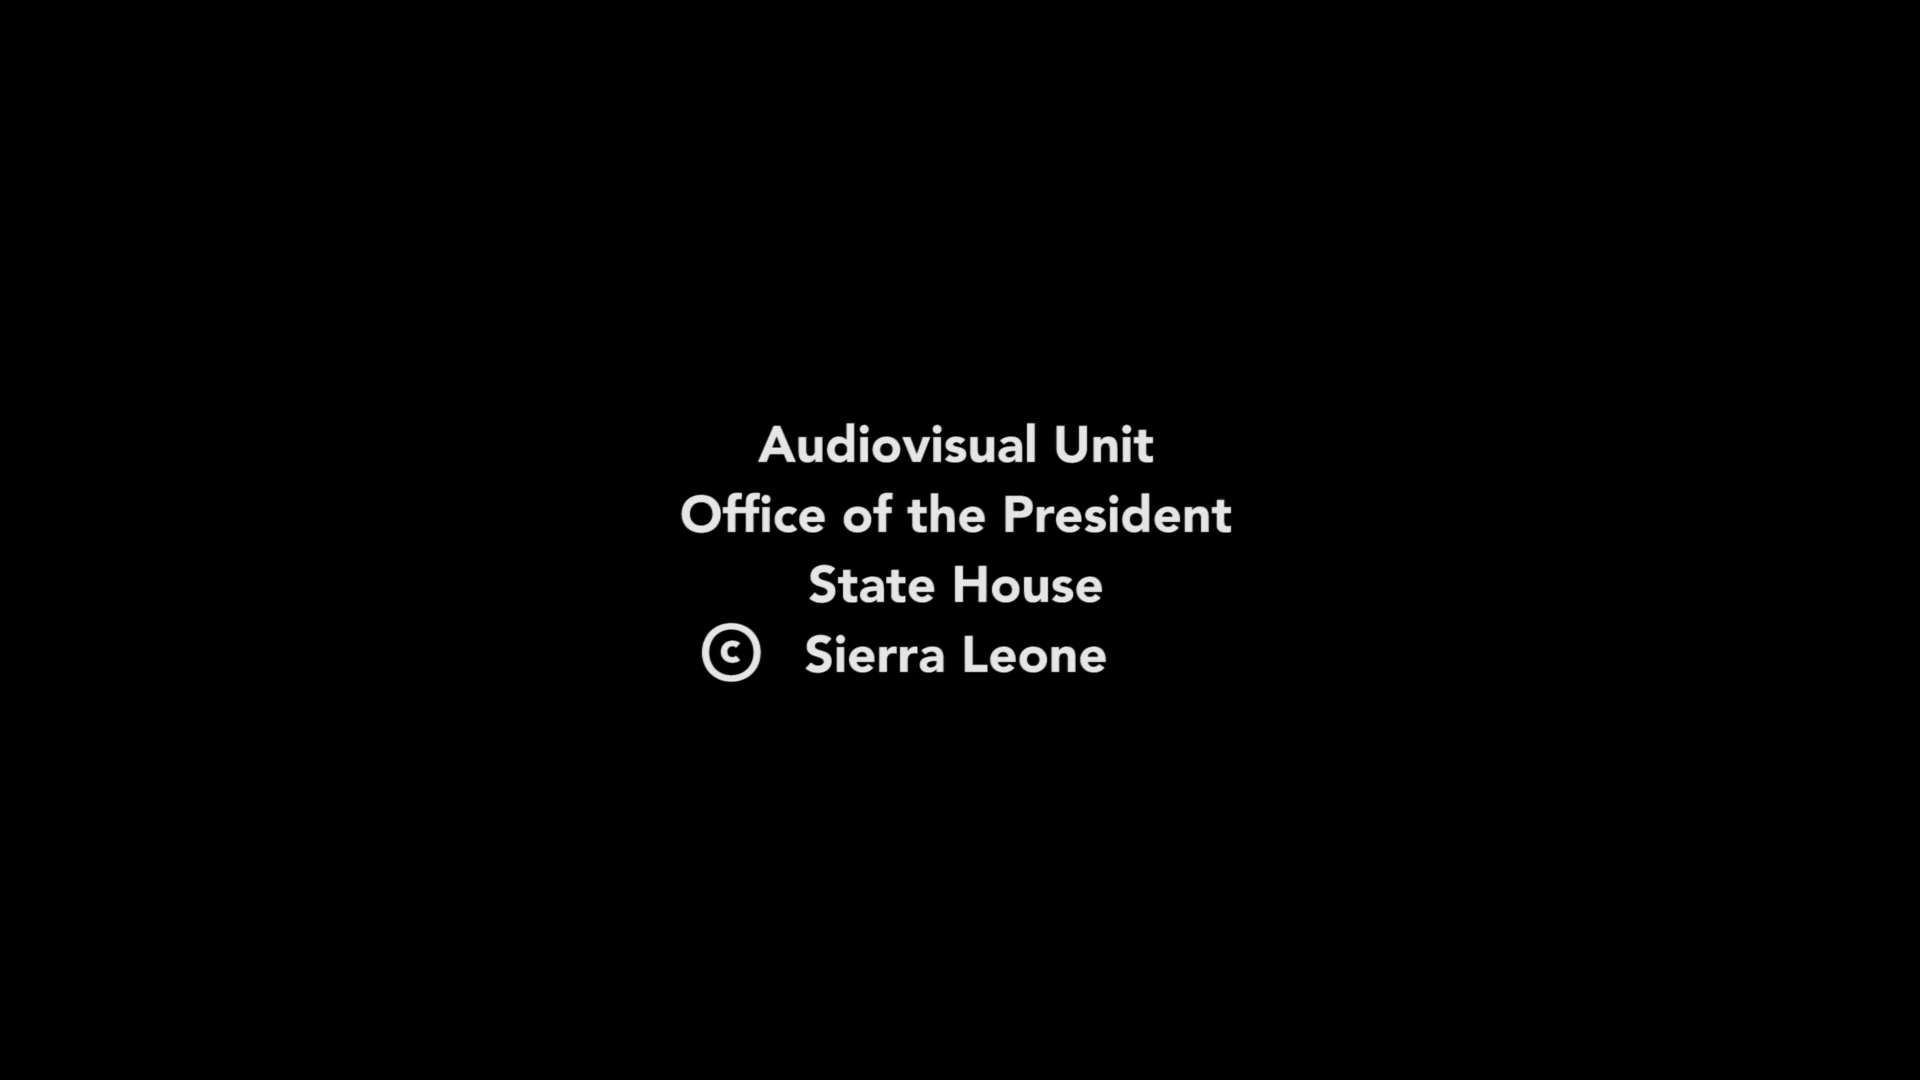 Audiovisual Unit
Office of the President
State House
© Sierra Leone